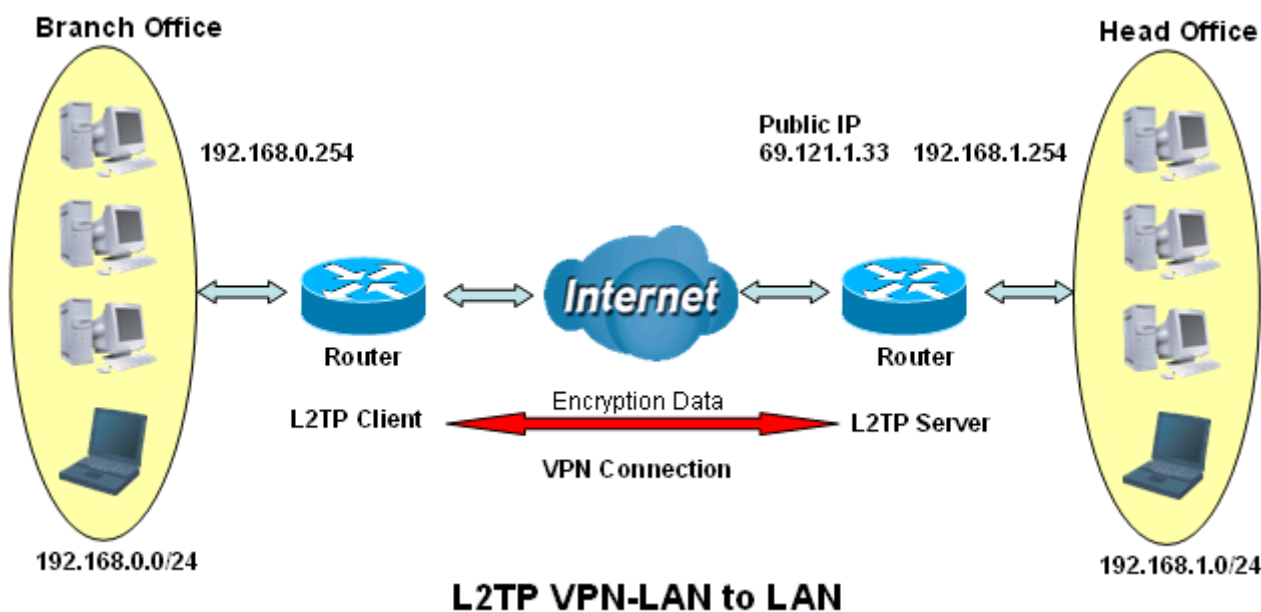 Branch Office
Head Office
Public IP
192.168.0.254
69.121.1.33 192.168.1.254
Internet
Router
Router
Encryption Data
L2TP Client
L2TP Server
VPN Connection
192.168.0.0/24
192.168.1.0/24
L2TP VPN-LAN to LAN